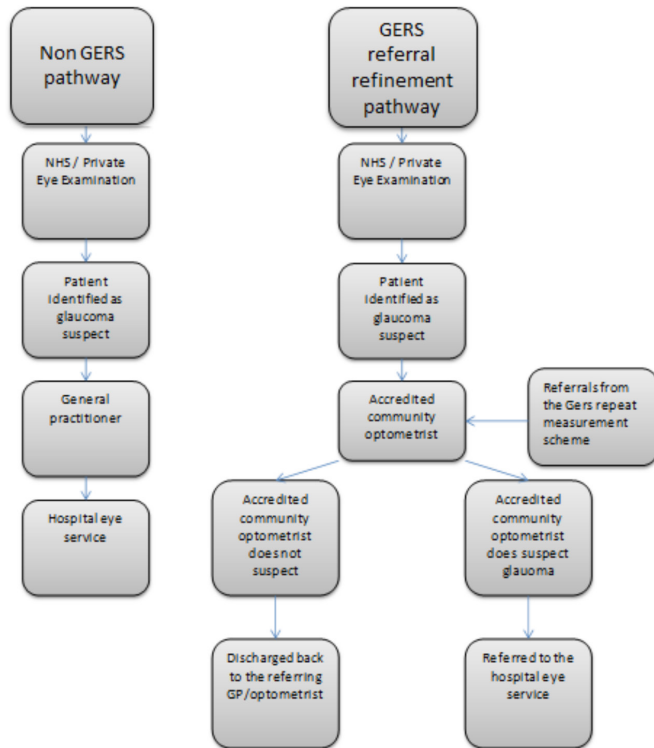 Non GERS
pathway
NHS / Private
Eye Examination
Patient
identified as
glaucoma
suspect
General
practitioner
Hospital eye
service
GERS
referral
refinement
pathway
NHS / Private
Eye Examination
Patient
identified as
glaucoma
suspect
Accredited
community
optometrist
Referrals from
the Gers repeat
measurement
scheme
Accredited
community
optometrist
does not
suspect
Accredited
community
optometrist
does suspect
glauoma
Discharged back
to the referring
GP/optometrist
Referred to the
hospital eye
service